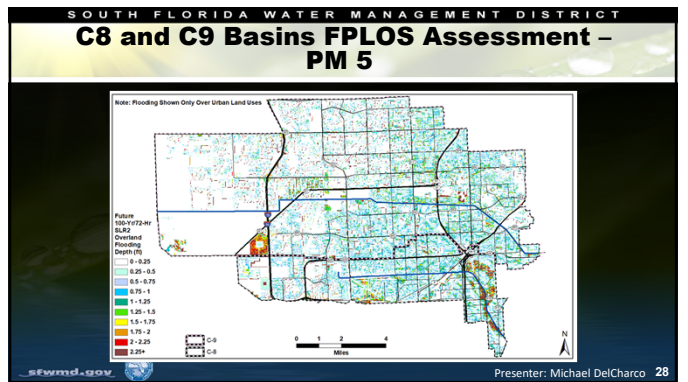 SOUTH FLORIDA WATER MANAGEMENT DISTRICT
C8 and C9 Basins FPLOS Assessment –
PM 5
Note: Flooding Shown Only Over Urban Land Uses
Future
100-Yr/72-Hr
SLR2
Overland
Flooding
Depth (ft)
0 - 0.25
0.25 - 0.5
0.5 - 0.75
0.75 - 1
1 - 1.25
1.25 - 1.5
1.5 - 1.75
1.75 - 2
2 - 2.25
2.25+
C-9
C-8
0 1 2 4
Miles
N
sfwmd.gov
Presenter: Michael DelCharco 28